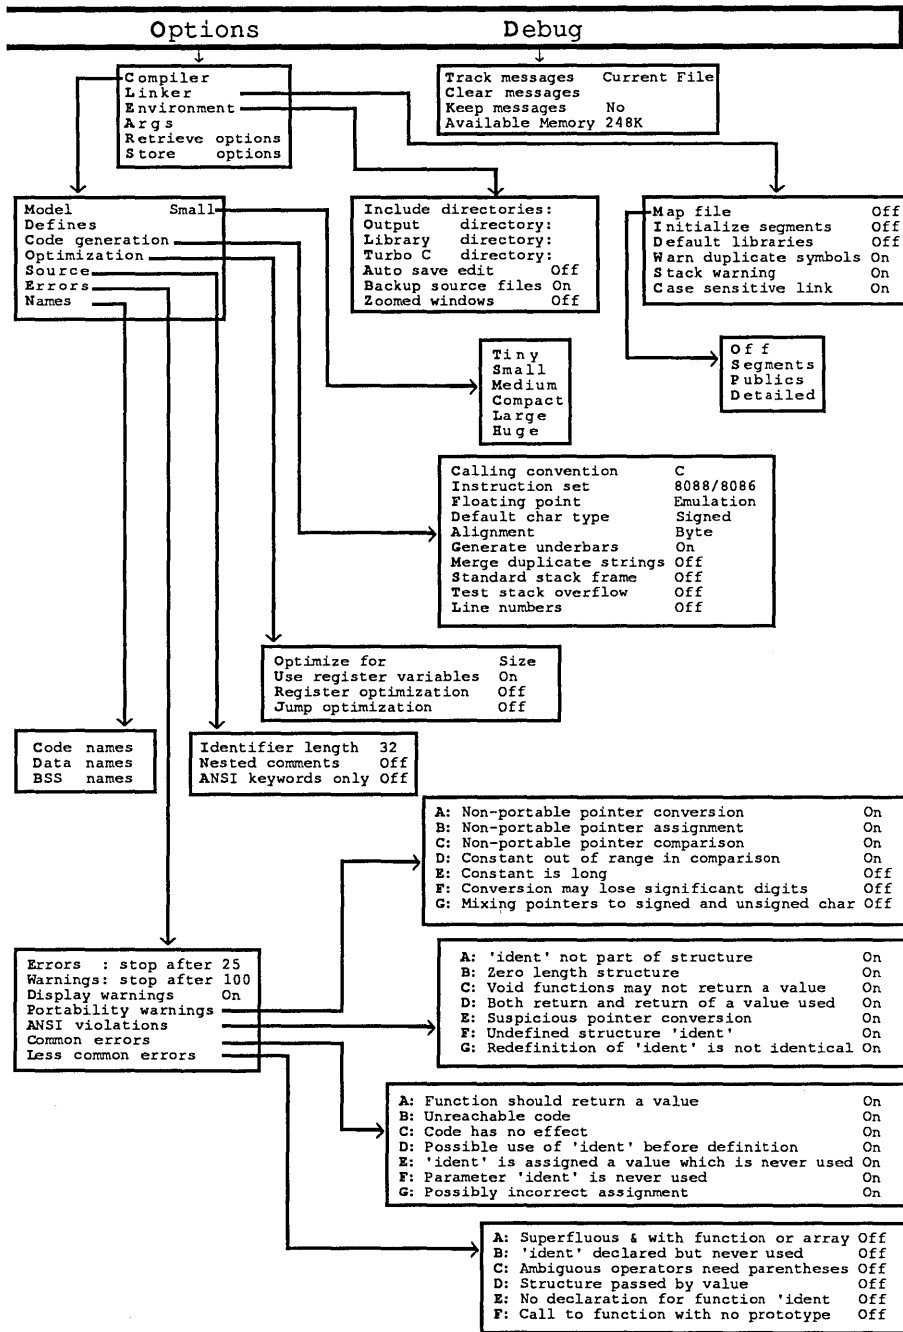 Options Debug
Compiler
Linker
Environment
Args
Retrieve options
Store options
Track messages Current File
Clear messages
Keep messages No
Available Memory 248K
Model Small
Defines
Code generation
Optimization
Source
Errors
Names
Include directories:
Output directory:
Library directory:
Turbo C directory:
Auto save edit Off
Backup source files On
Zoomed windows Off
Map file Off
Initialize segments Off
Default libraries Off
Warn duplicate symbols On
Stack warning On
Case sensitive link On
Tiny
Small
Medium
Compact
Large
Huge
Off
Segments
Publics
Detailed
Calling convention C
Instruction set 8088/8086
Floating point Emulation
Default char type Signed
Alignment Byte
Generate underbars On
Merge duplicate strings Off
Standard stack frame Off
Test stack overflow Off
Line numbers Off
Optimize for Size
Use register variables On
Register optimization Off
Jump optimization Off
Code names
Data names
BSS names
Identifier length 32
Nested comments Off
ANSI keywords only Off
A: Non-portable pointer conversion On
B: Non-portable pointer assignment On
C: Non-portable pointer comparison On
D: Constant out of range in comparison On
E: Constant is long Off
F: Conversion may lose significant digits Off
G: Mixing pointers to signed and unsigned char Off
Errors : stop after 25
Warnings: stop after 100
Display warnings On
Portability warnings
ANSI violations
Common errors
Less common errors
A: 'ident' not part of structure On
B: Zero length structure On
C: Void functions may not return a value On
D: Both return and return of a value used On
E: Suspicious pointer conversion On
F: Undefined structure 'ident' On
G: Redefinition of 'ident' is not identical On
A: Function should return a value On
B: Unreachable code On
C: Code has no effect On
D: Possible use of 'ident' before definition On
E: 'ident' is assigned a value which is never used On
F: Parameter 'ident' is never used On
G: Possibly incorrect assignment On
A: Superfluous & with function or array Off
B: 'ident' declared but never used Off
C: Ambiguous operators need parentheses Off
D: Structure passed by value Off
E: No declaration for function 'ident Off
F: Call to function with no prototype Off